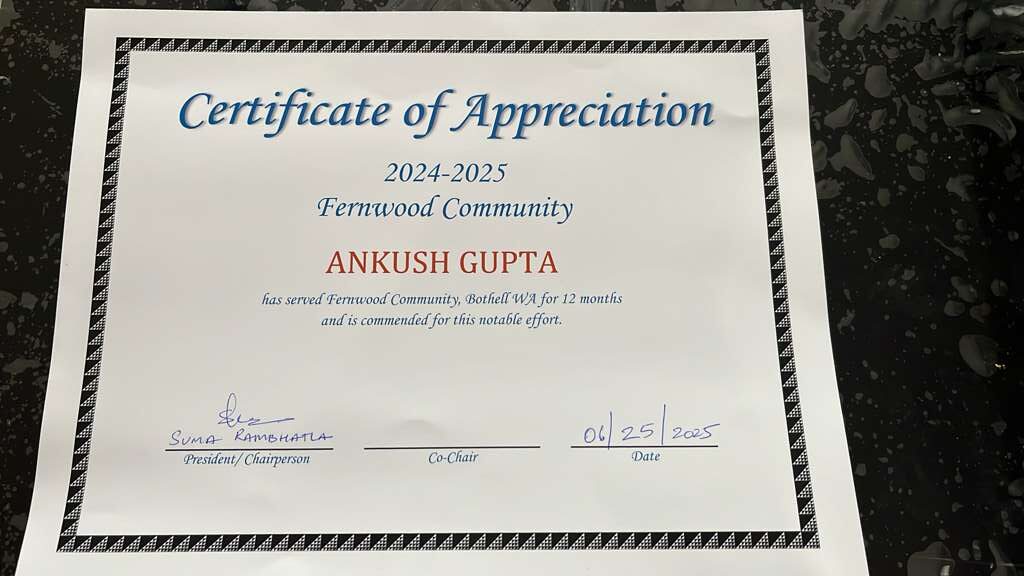 Certificate of Appreciation
2024-2025
Fernwood Community
ANKUSH GUPTA
has served Fernwood Community, Bothell WA for 12 months
and is commended for this notable effort.
SUMA RAMBHATLA
06/25/2025
President/ Chairperson
Co-Chair
Date